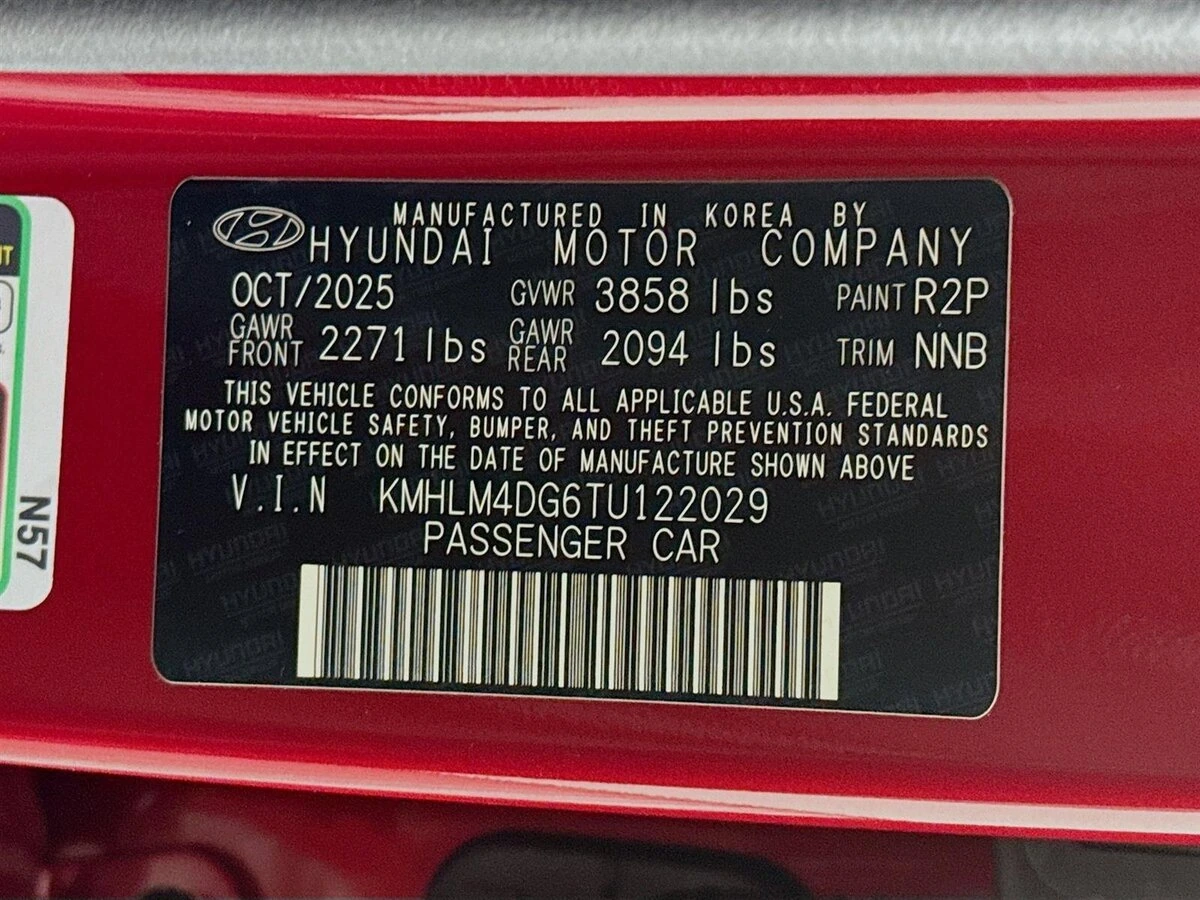 MANUFACTURED IN KOREA BY
HYUNDAI MOTOR COMPANY
OCT/2025 GVWR 3858 lbs PAINT R2P
GAWR FRONT 2271 lbs GAWR REAR 2094 lbs TRIM NNB
THIS VEHICLE CONFORMS TO ALL APPLICABLE U.S.A. FEDERAL
MOTOR VEHICLE SAFETY, BUMPER, AND THEFT PREVENTION STANDARDS
IN EFFECT ON THE DATE OF MANUFACTURE SHOWN ABOVE
V.I.N KMHLM4DG6TU122029
PASSENGER CAR
N57